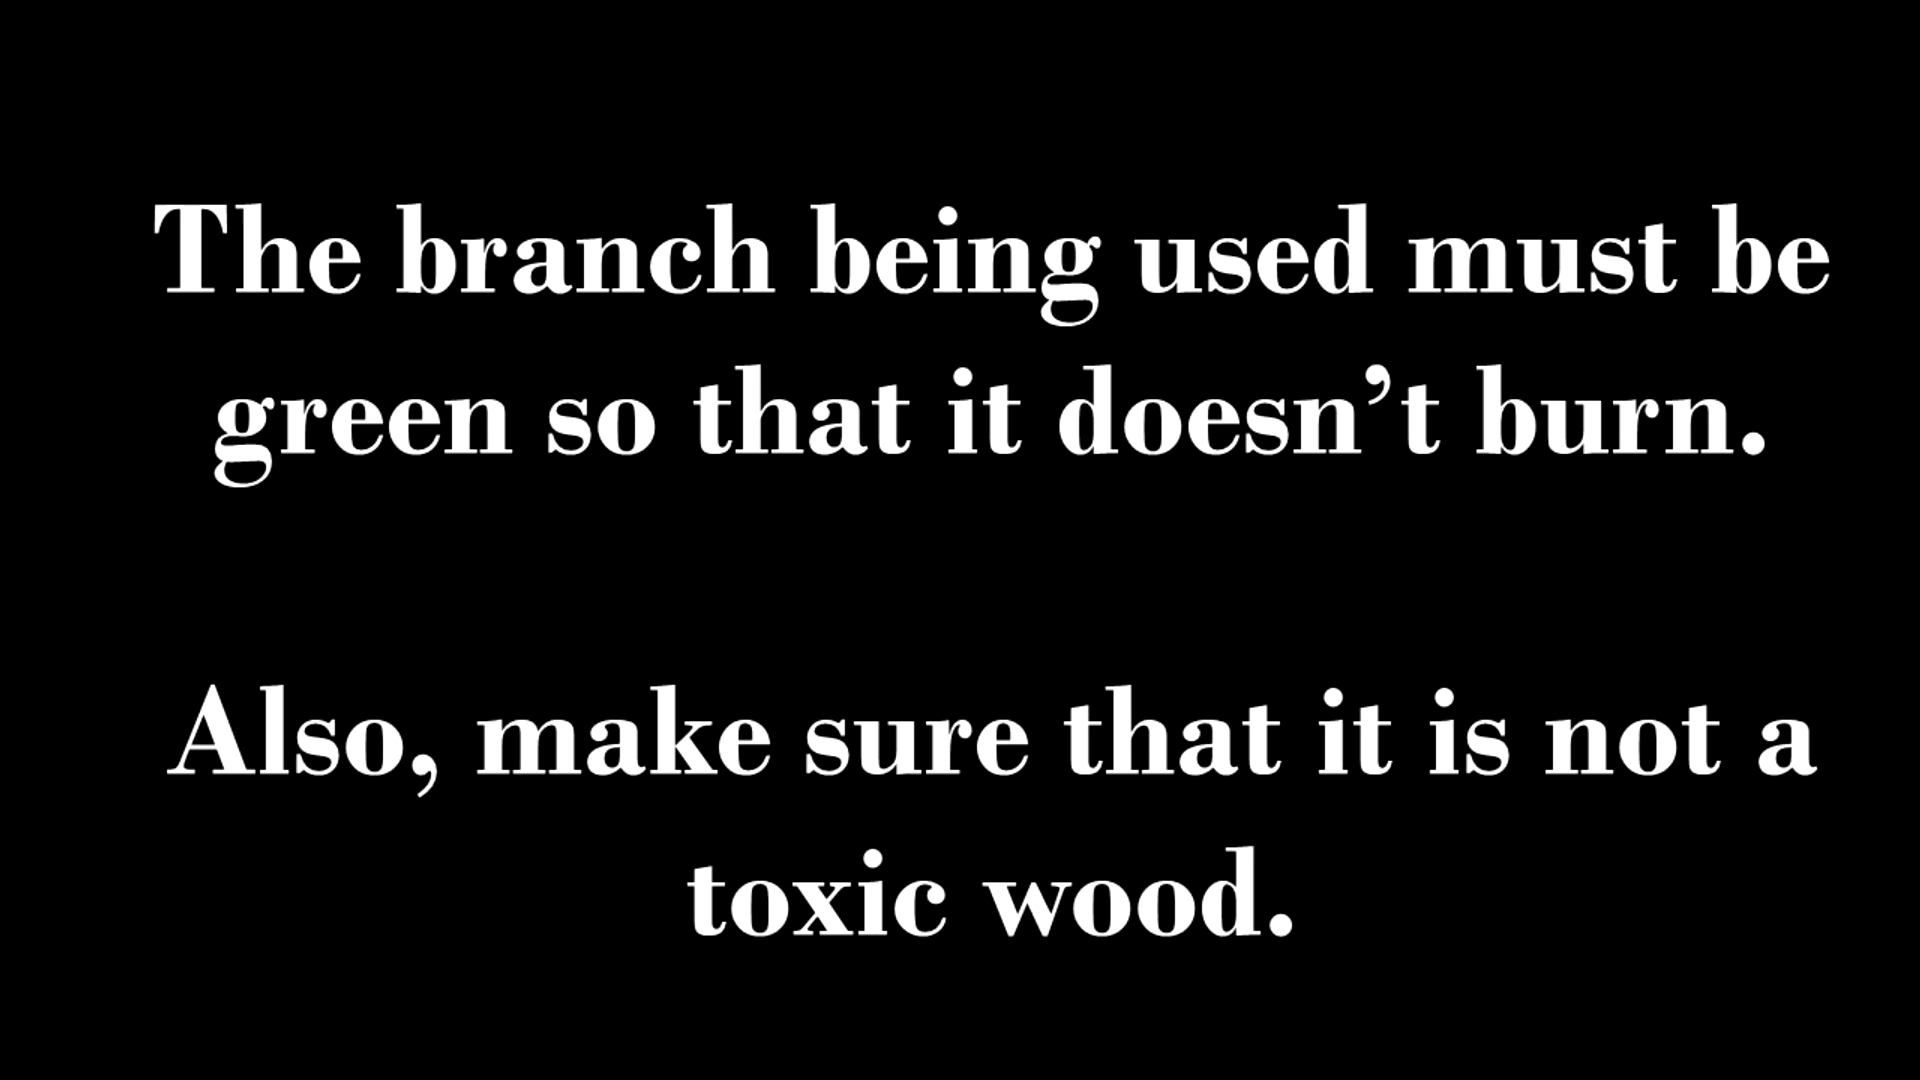 The branch being used must be
green so that it doesn’t burn.
Also, make sure that it is not a
toxic wood.